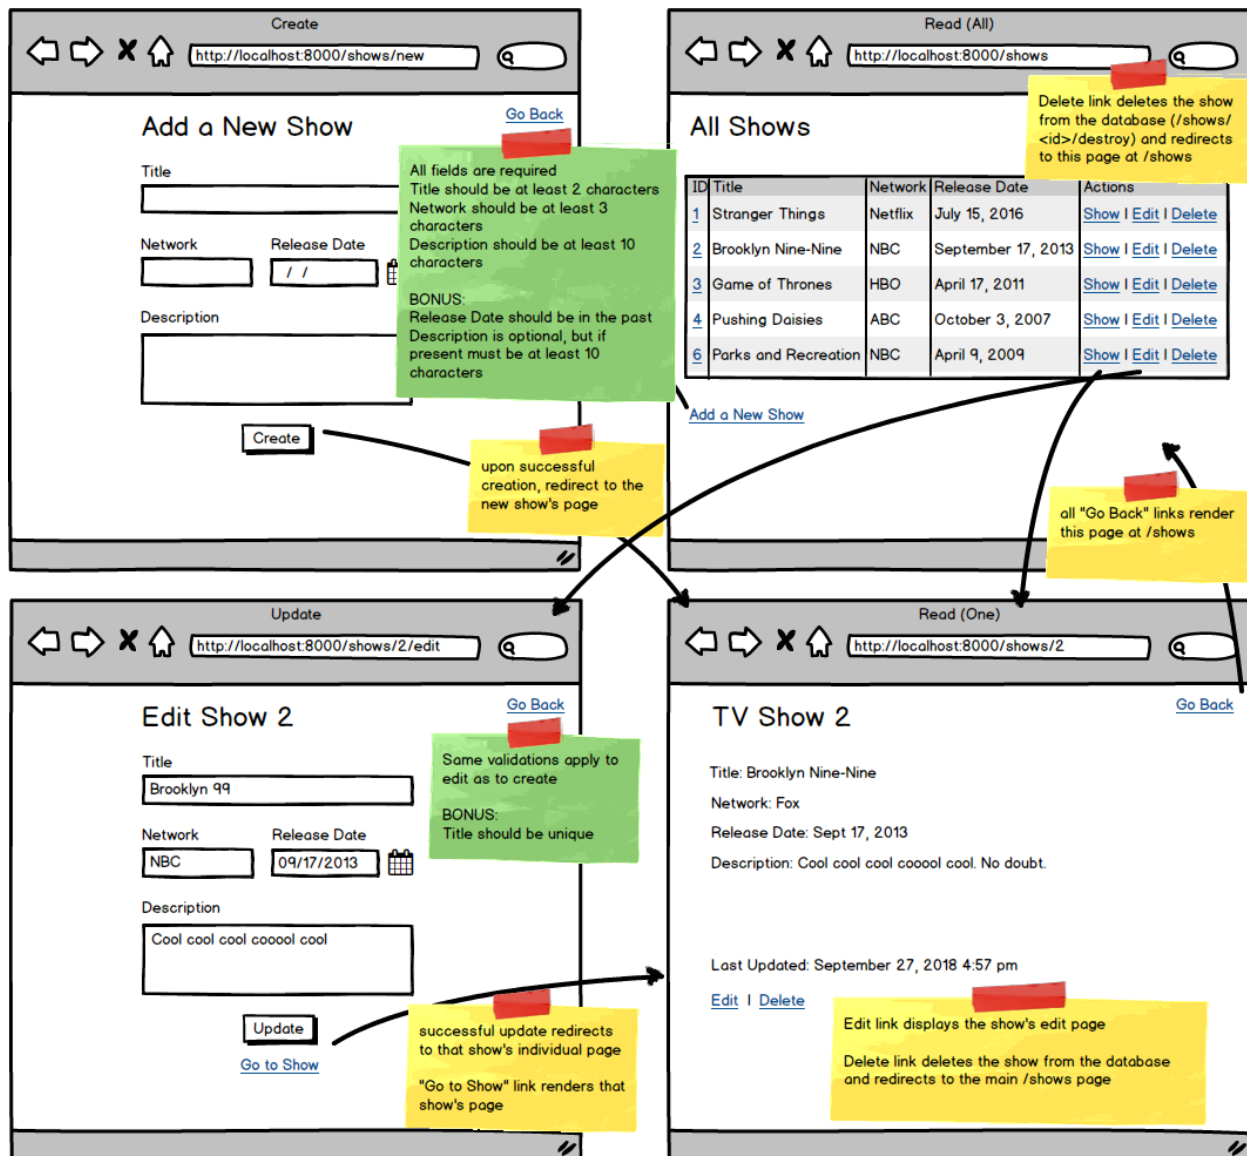 Create
http://localhost:8000/shows/new
Go Back
Add a New Show
Title
Network
Release Date
/ /
Description
Create
All fields are required
Title should be at least 2 characters
Network should be at least 3
characters
Description should be at least 10
characters
BONUS:
Release Date should be in the past
Description is optional, but if
present must be at least 10
characters
upon successful
creation, redirect to the
new show's page
Read (All)
http://localhost:8000/shows
Delete link deletes the show
from the database (/shows/
<id>/destroy) and redirects
to this page at /shows
All Shows
ID Title Network Release Date Actions
1 Stranger Things Netflix July 15, 2016 Show | Edit | Delete
2 Brooklyn Nine-Nine NBC September 17, 2013 Show | Edit | Delete
3 Game of Thrones HBO April 17, 2011 Show | Edit | Delete
4 Pushing Daisies ABC October 3, 2007 Show | Edit | Delete
6 Parks and Recreation NBC April 9, 2009 Show | Edit | Delete
Add a New Show
all "Go Back" links render
this page at /shows
Update
http://localhost:8000/shows/2/edit
Go Back
Edit Show 2
Title
Brooklyn 99
Network
Release Date
NBC
09/17/2013
Description
Cool cool cool cooool cool
Update
Go to Show
Same validations apply to
edit as to create
BONUS:
Title should be unique
successful update redirects
to that show's individual page
"Go to Show" link renders that
show's page
Read (One)
http://localhost:8000/shows/2
Go Back
TV Show 2
Title: Brooklyn Nine-Nine
Network: Fox
Release Date: Sept 17, 2013
Description: Cool cool cool cooool cool. No doubt.
Last Updated: September 27, 2018 4:57 pm
Edit | Delete
Edit link displays the show's edit page
Delete link deletes the show from the database
and redirects to the main /shows page